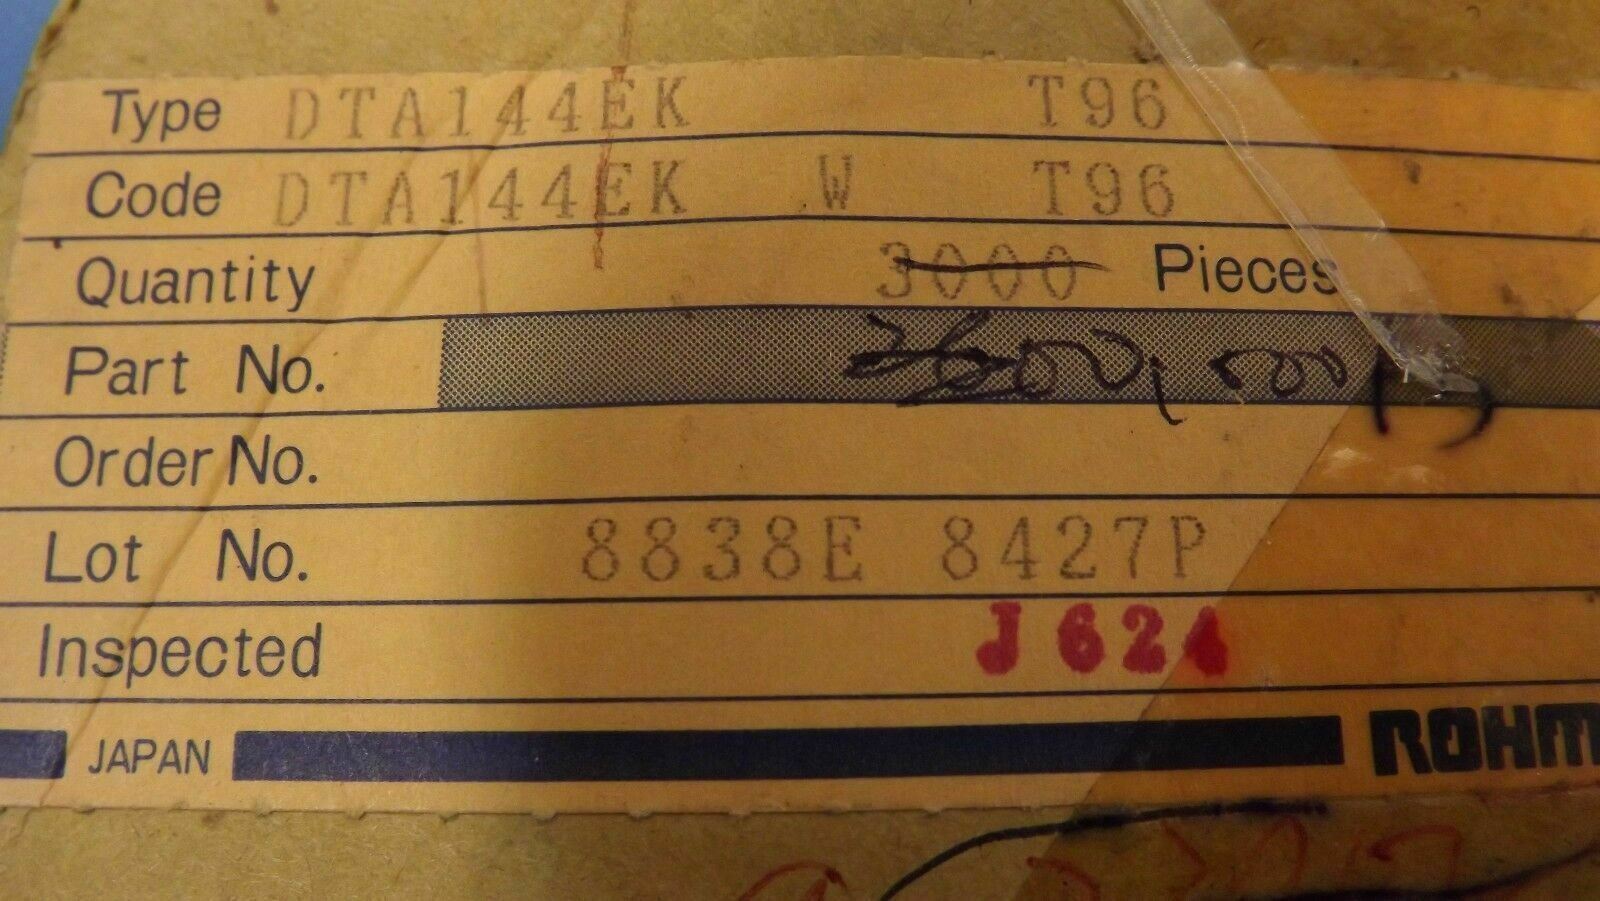 Type DTA144EK T96
Code DTA144EK W T96
Quantity 3000 Pieces
Part No.
Order No.
Lot No. 8838E 8427P
Inspected J 624
JAPAN ROHM